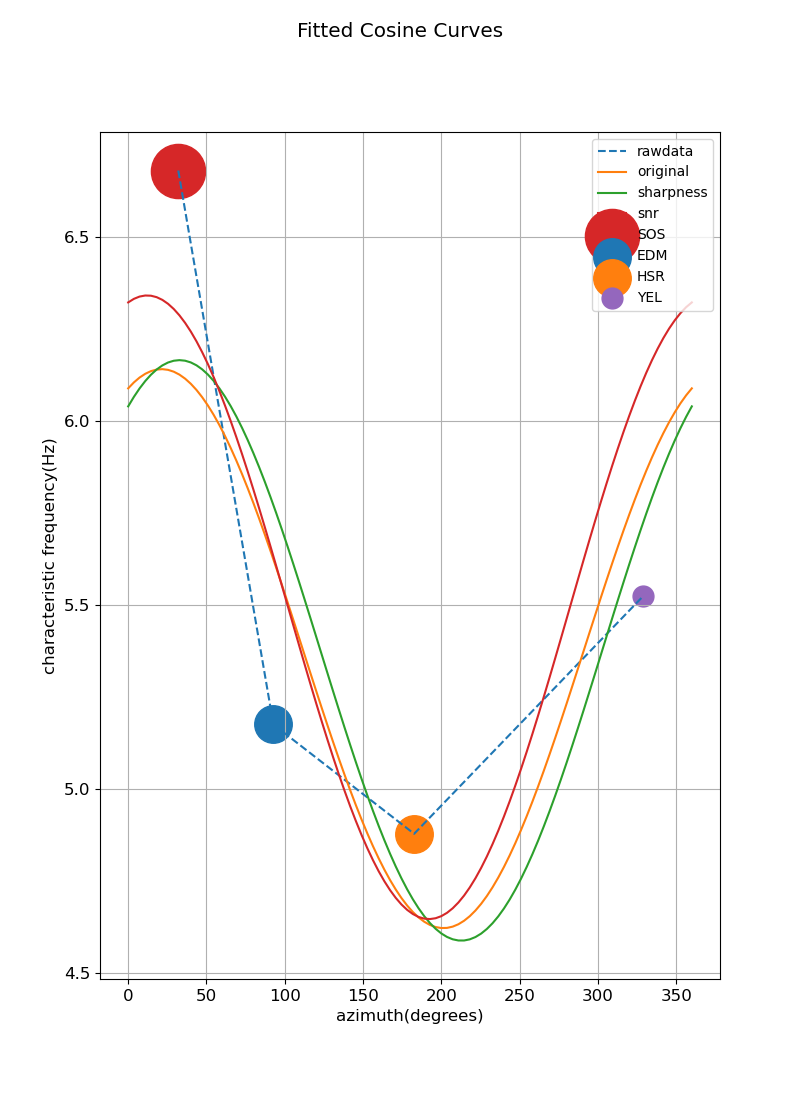 Fitted Cosine Curves
rawdata
original
sharpness
snr
SOS
EDM
HSR
YEL
6.5
6.0
5.5
5.0
4.5
characteristic frequency(Hz)
0 50 100 150 200 250 300 350
azimuth(degrees)